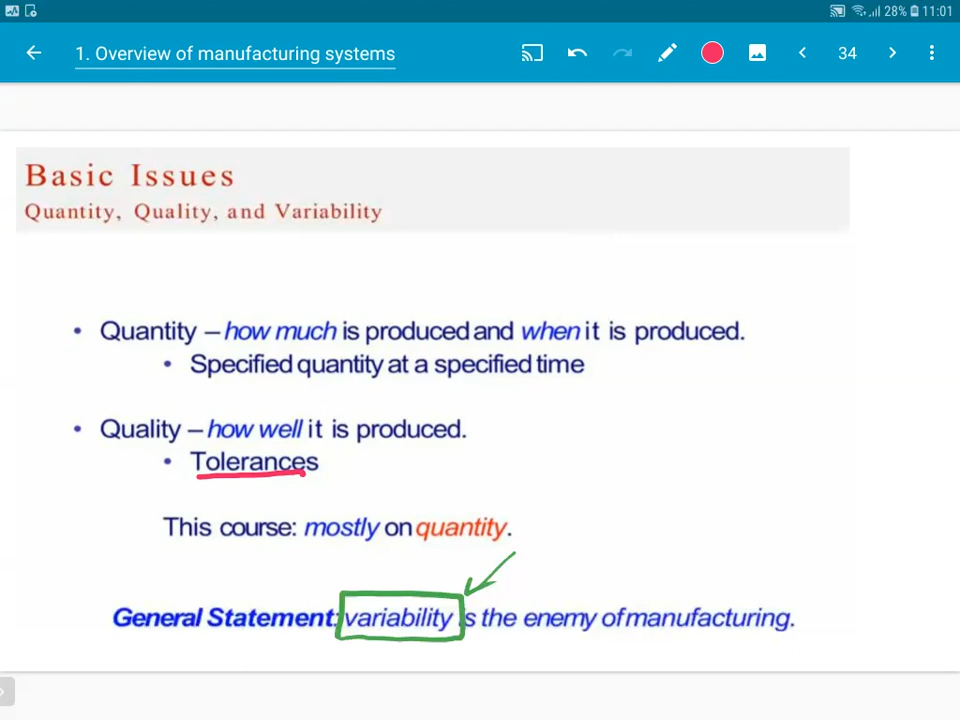 28% 11:01
1. Overview of manufacturing systems 34
Basic Issues
Quantity, Quality, and Variability
• Quantity – how much is produced and when it is produced.
• Specified quantity at a specified time
• Quality – how well it is produced.
• Tolerances
This course: mostly on quantity.
General Statement: variability is the enemy of manufacturing.